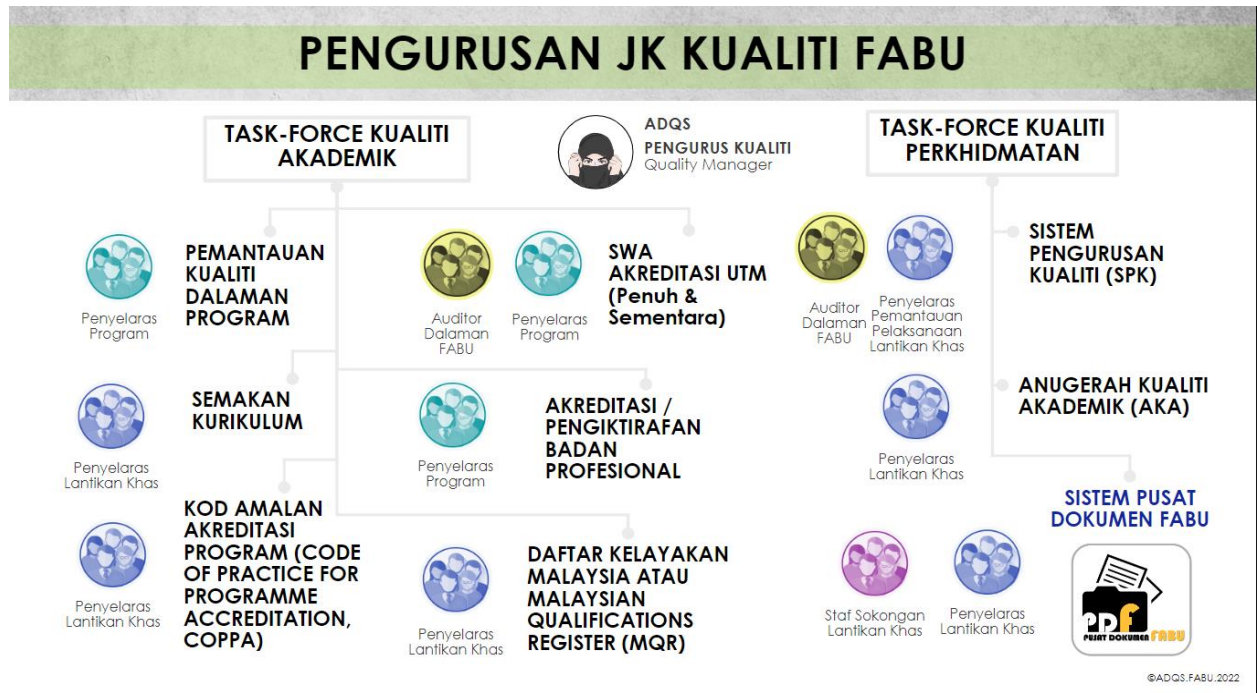 PENGURUSAN JK KUALITI FABU
TASK-FORCE KUALITI
AKADEMIK
ADQS
PENGURUS KUALITI
Quality Manager
TASK-FORCE KUALITI
PERKHIDMATAN
PEMANTAUAN
KUALITI
DALAMAN
PROGRAM
Penyelaras
Program
SWA
AKREDITASI UTM
(Penuh &
Sementara)
Auditor
Dalaman
FABU
Penyelaras
Program
SISTEM
PENGURUSAN
KUALITI (SPK)
Auditor
Dalaman
FABU
Penyelaras
Pemantauan
Pelaksanaan
Lantikan Khas
SEMAKAN
KURIKULUM
Penyelaras
Lantikan Khas
AKREDITASI /
PENGIKTIRAFAN
BADAN
PROFESIONAL
Penyelaras
Program
ANUGERAH KUALITI
AKADEMIK (AKA)
Penyelaras
Lantikan Khas
KOD AMALAN
AKREDITASI
PROGRAM (CODE
OF PRACTICE FOR
PROGRAMME
ACCREDITATION,
COPPA)
Penyelaras
Lantikan Khas
DAFTAR KELAYAKAN
MALAYSIA ATAU
MALAYSIAN
QUALIFICATIONS
REGISTER (MQR)
Penyelaras
Lantikan Khas
SISTEM PUSAT
DOKUMEN FABU
Staf Sokongan
Lantikan Khas
Penyelaras
Lantikan Khas
PDF
PUSAT DOKUMEN FABU
©ADQS.FABU.2022